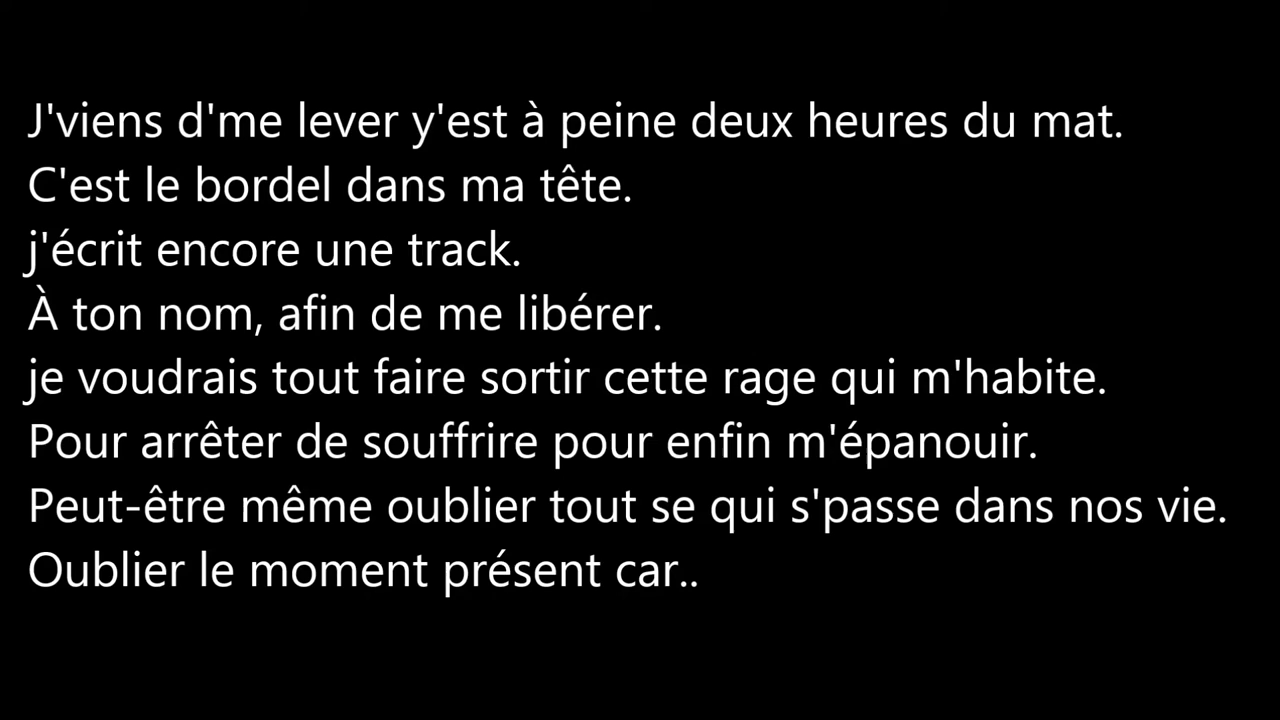 J'viens d'me lever y'est à peine deux heures du mat.
C'est le bordel dans ma tête.
j'écrit encore une track.
À ton nom, afin de me libérer.
je voudrais tout faire sortir cette rage qui m'habite.
Pour arrêter de souffrire pour enfin m'épanouir.
Peut-être même oublier tout se qui s'passe dans nos vie.
Oublier le moment présent car..